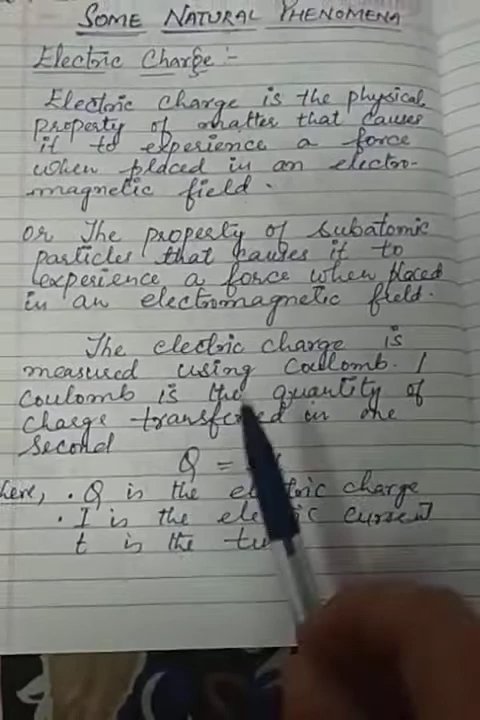 SOME NATURAL PHENOMENA
Electric Charge :-
Electric charge is the physical
property of matter that causes
it to experience a force
when placed in an electro-
magnetic field.
or The property of subatomic
particles that causes it to
experience a force when placed
in an electromagnetic field.
The electric charge is
measured using Coulomb. 1
Coulomb is the quantity of
charge transfered in one
second
Q =
here, . Q is the electric charge
. I is the electric current
t is the